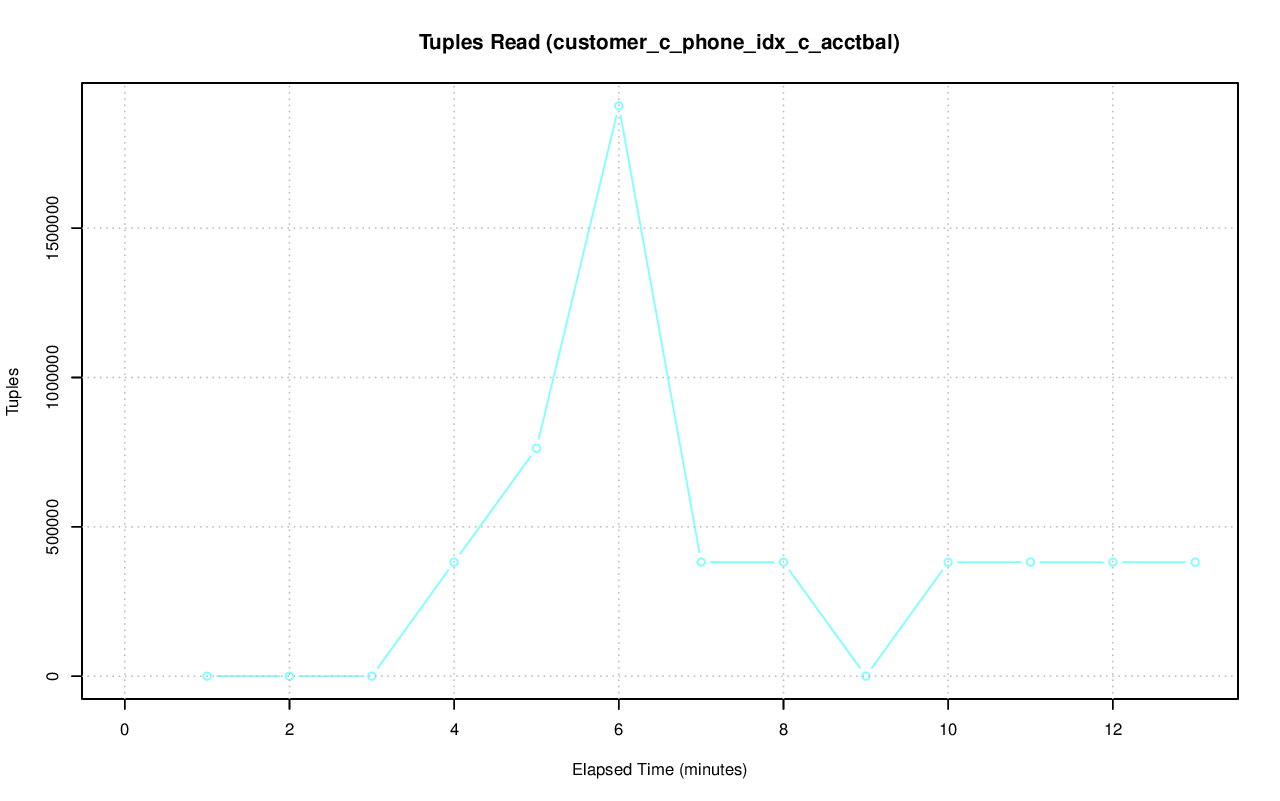 Tuples Read (customer_c_phone_idx_c_acctbal)
1500000
1000000
500000
0
Tuples
0 2 4 6 8 10 12
Elapsed Time (minutes)